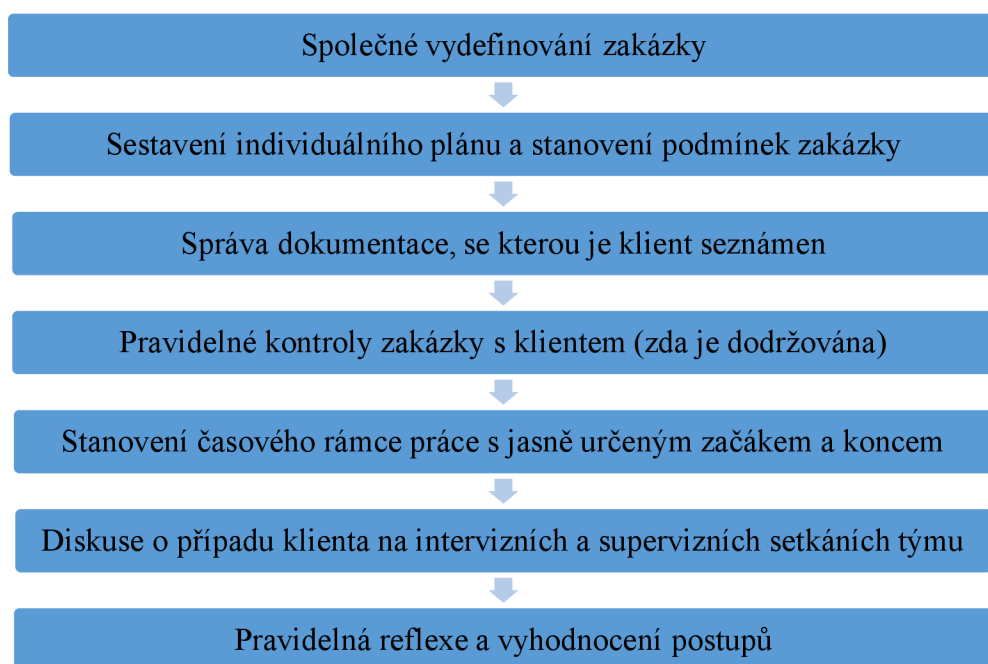 Společné vydefinování zakázky
Sestavení individuálního plánu a stanovení podmínek zakázky
Správa dokumentace, se kterou je klient seznámen
Pravidelné kontroly zakázky s klientem (zda je dodržována)
Stanovení časového rámce práce s jasně určeným začákem a koncem
Diskuse o případu klienta na intervizních a supervizních setkáních týmu
Pravidelná reflexe a vyhodnocení postupů